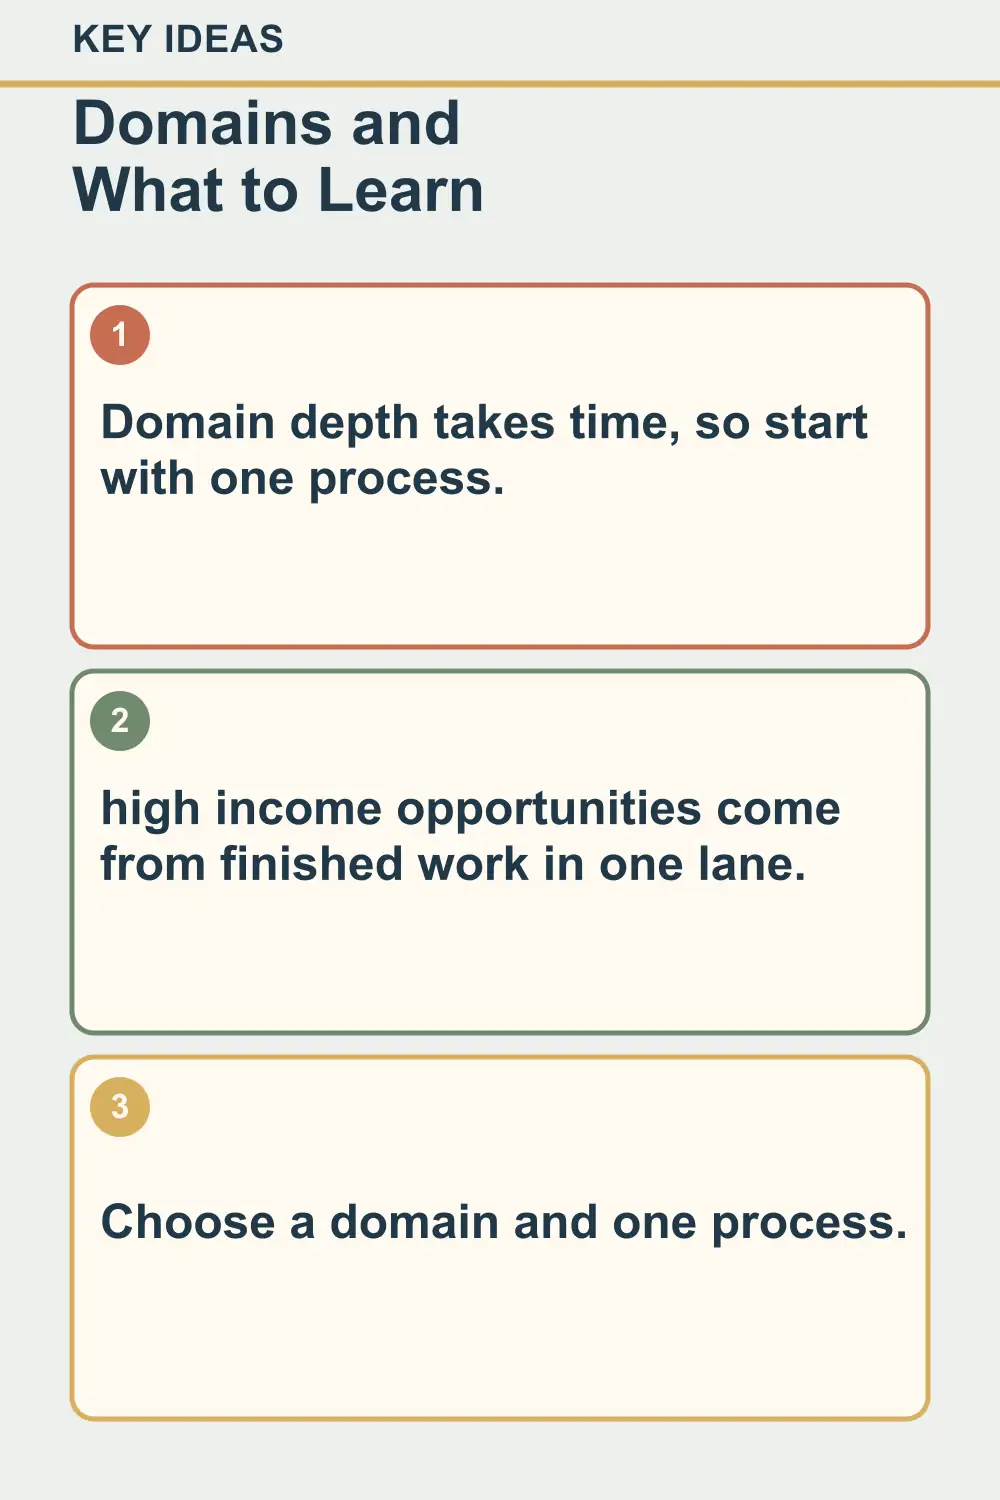 KEY IDEAS
Domains and
What to Learn
1
Domain depth takes time, so start
with one process.
2
high income opportunities come
from finished work in one lane.
3
Choose a domain and one process.